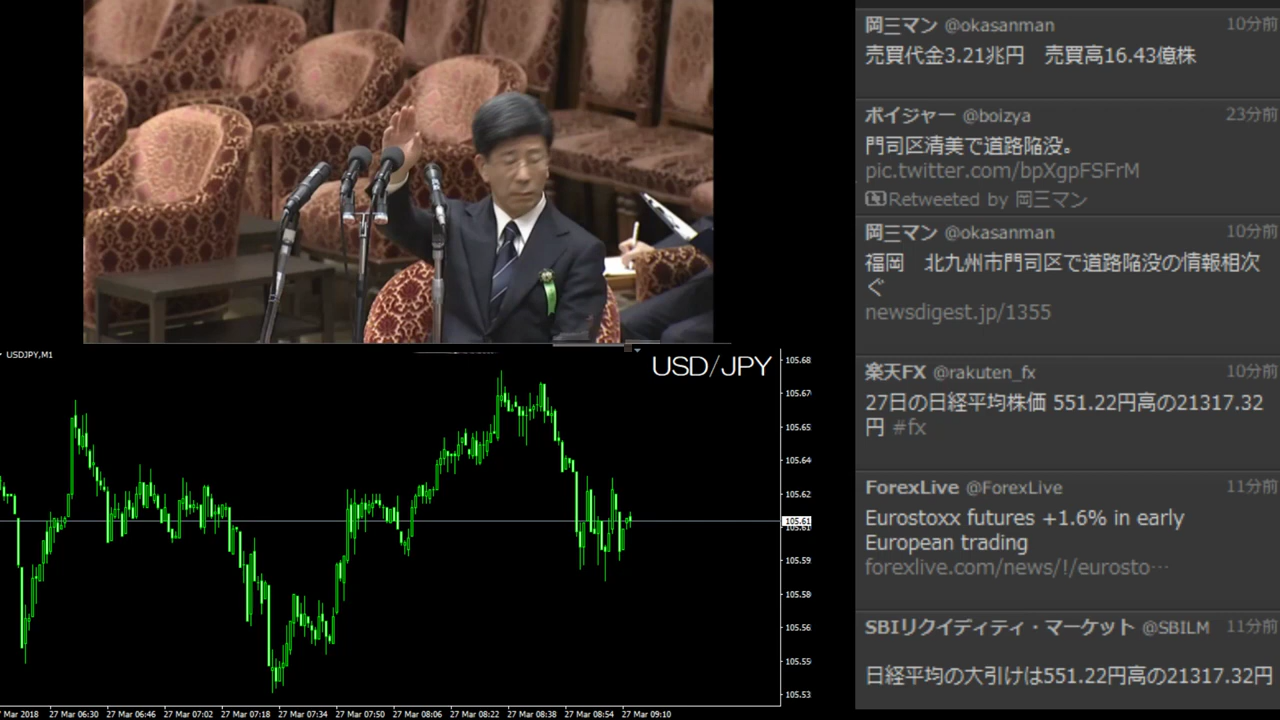 USDJPY,M1
USD/JPY
105.68
105.67
105.65
105.64
105.62
105.61
105.61
105.59
105.58
105.56
105.55
105.53
Mar 2018
27 Mar 06:30
27 Mar 06:46
27 Mar 07:02
27 Mar 07:18
27 Mar 07:34
27 Mar 07:50
27 Mar 08:06
27 Mar 08:22
27 Mar 08:38
27 Mar 08:54
27 Mar 09:10
岡三マン @okasanman 10分前
売買代金3.21兆円 売買高16.43億株
ボイジャー @boizya 23分前
門司区清美で道路陥没。
pic.twitter.com/bpXgpFSFrM
Retweeted by 岡三マン
岡三マン @okasanman 10分前
福岡 北九州市門司区で道路陥没の情報相次
ぐ
newsdigest.jp/1355
楽天FX @rakuten_fx 10分前
27日の日経平均株価 551.22円高の21317.32
円 #fx
ForexLive @ForexLive 11分前
Eurostoxx futures +1.6% in early
European trading
forexlive.com/news/!/eurosto…
SBIリクイディティ・マーケット @SBILM 11分前
日経平均の大引けは551.22円高の21317.32円